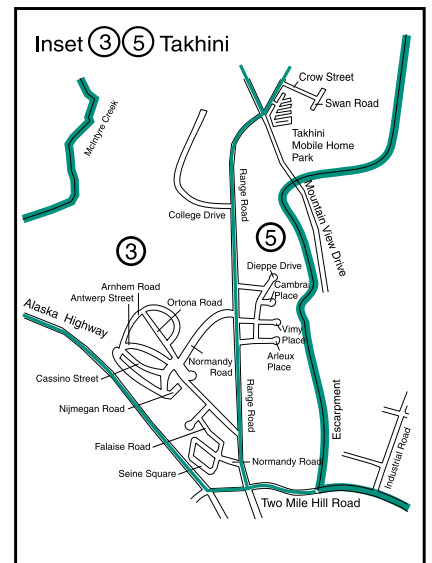 Inset 3 5 Takhini
Crow Street
Swan Road
Takhini
Mobile Home
Park
McIntyre Creek
Range Road
Mountain View Drive
College Drive
3
5
Dieppe Drive
Cambrai
Place
Arnhem Road
Antwerp Street
Ortona Road
Alaska Highway
Vimy
Place
Normandy
Road
Arleux
Place
Cassino Street
Nijmegan Road
Range Road
Escarpment
Industrial Road
Falaise Road
Normandy Road
Seine Square
Two Mile Hill Road